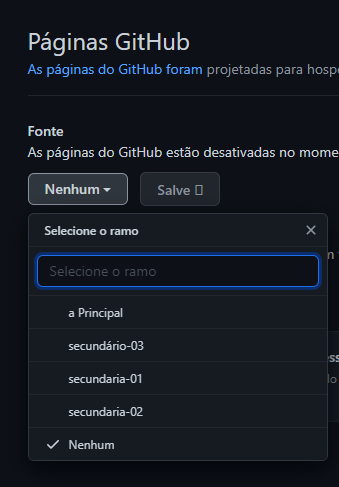 Páginas GitHub
As páginas do GitHub foram projetadas para hospe
Fonte
As páginas do GitHub estão desativadas no mome
Nenhum
Salve
Selecione o ramo
Selecione o ramo
a Principal
secundário-03
secundaria-01
secundaria-02
Nenhum